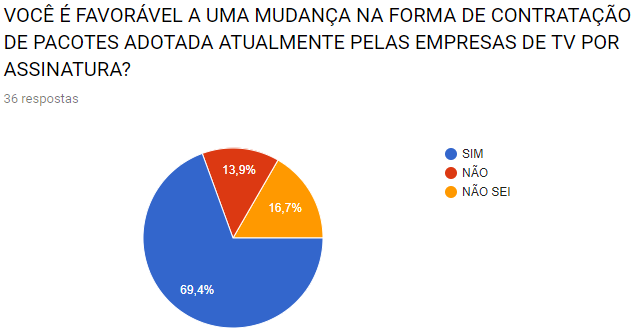 VOCÊ É FAVORÁVEL A UMA MUDANÇA NA FORMA DE CONTRATAÇÃO
DE PACOTES ADOTADA ATUALMENTE PELAS EMPRESAS DE TV POR
ASSINATURA?
36 respostas
SIM
NÃO
NÃO SEI
13,9%
16,7%
69,4%